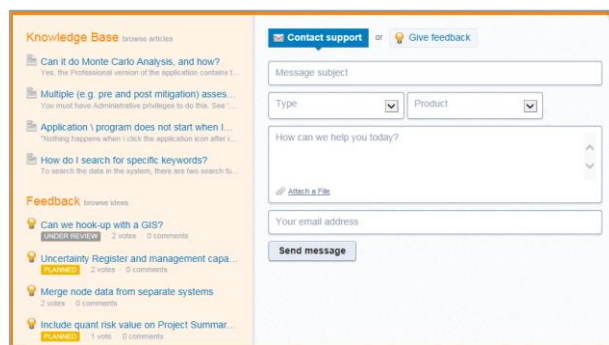 Knowledge Base browse articles
Can it do Monte Carlo Analysis, and how?
Yes, the Professional version of the application contains t...
Multiple (e.g. pre and post mitigation) asses...
You must have Administrative privileges to do this. See '...
Application \ program does not start when I...
"Nothing happens when I click the application icon after i...
How do I search for specific keywords?
To search the data in the system, there are two search fu...
Feedback browse ideas
Can we hook-up with a GIS?
UNDER REVIEW · 2 votes · 0 comments
Uncertainty Register and management capa...
PLANNED · 2 votes · 0 comments
Merge node data from separate systems
2 votes · 0 comments
Include quant risk value on Project Summar...
PLANNED · 1 vote · 0 comments
Contact support or Give feedback
Message subject
Type Product
How can we help you today?
Attach a File
Your email address
Send message